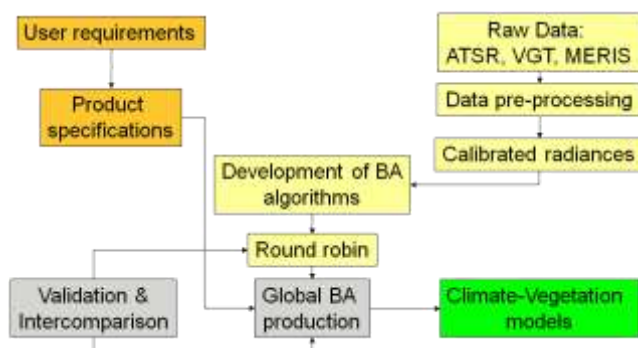 User requirements
Raw Data:
ATSR, VGT, MERIS
Product
specifications
Data pre-processing
Calibrated radiances
Development of BA
algorithms
Round robin
Validation &
Intercomparison
Global BA
production
Climate-Vegetation
models